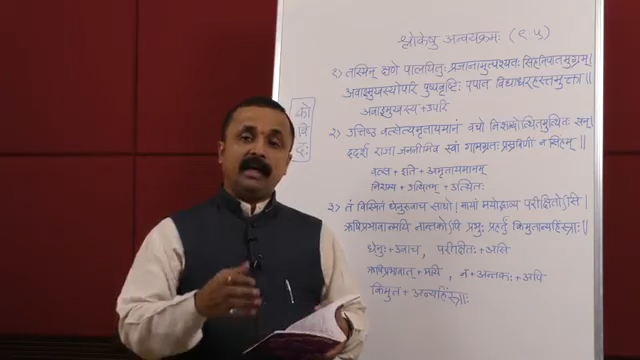 श्लोकेषु अन्वयक्रमः (९५)
को
वि
दः
१) तस्मिन् क्षणे पालयितुः प्रजानामुत्पश्यतः सिंहनिपातमुग्रम्।
अवाङ्मुखस्योपरि पुष्पवृष्टिः पपात विद्याधरहस्तमुक्ता॥
अवाङ्मुखस्य + उपरि
२) उत्तिष्ठ वत्सेत्यमृतायमानं वचो निशम्योत्थितमुत्थितः सन्।
ददर्श राजा जननीमिव स्वां गामग्रतः प्रस्रविणीं न सिंहम्॥
वत्स + इति + अमृतायमानम्
निशम्य + उत्थितम् + उत्थितः
३) तं विस्मितं धेनुरुवाच साधो। मायां मयोद्भाव्य परीक्षितोऽसि।
ऋषिप्रभावान्मयि नान्तकोऽपि प्रभुः प्रहर्तुं किमुतान्यहिंस्राः॥
धेनुः + उवाच, परीक्षितः + असि
ऋषिप्रभावात् + मयि, न + अन्तकः + अपि
किमुत + अन्यहिंस्राः